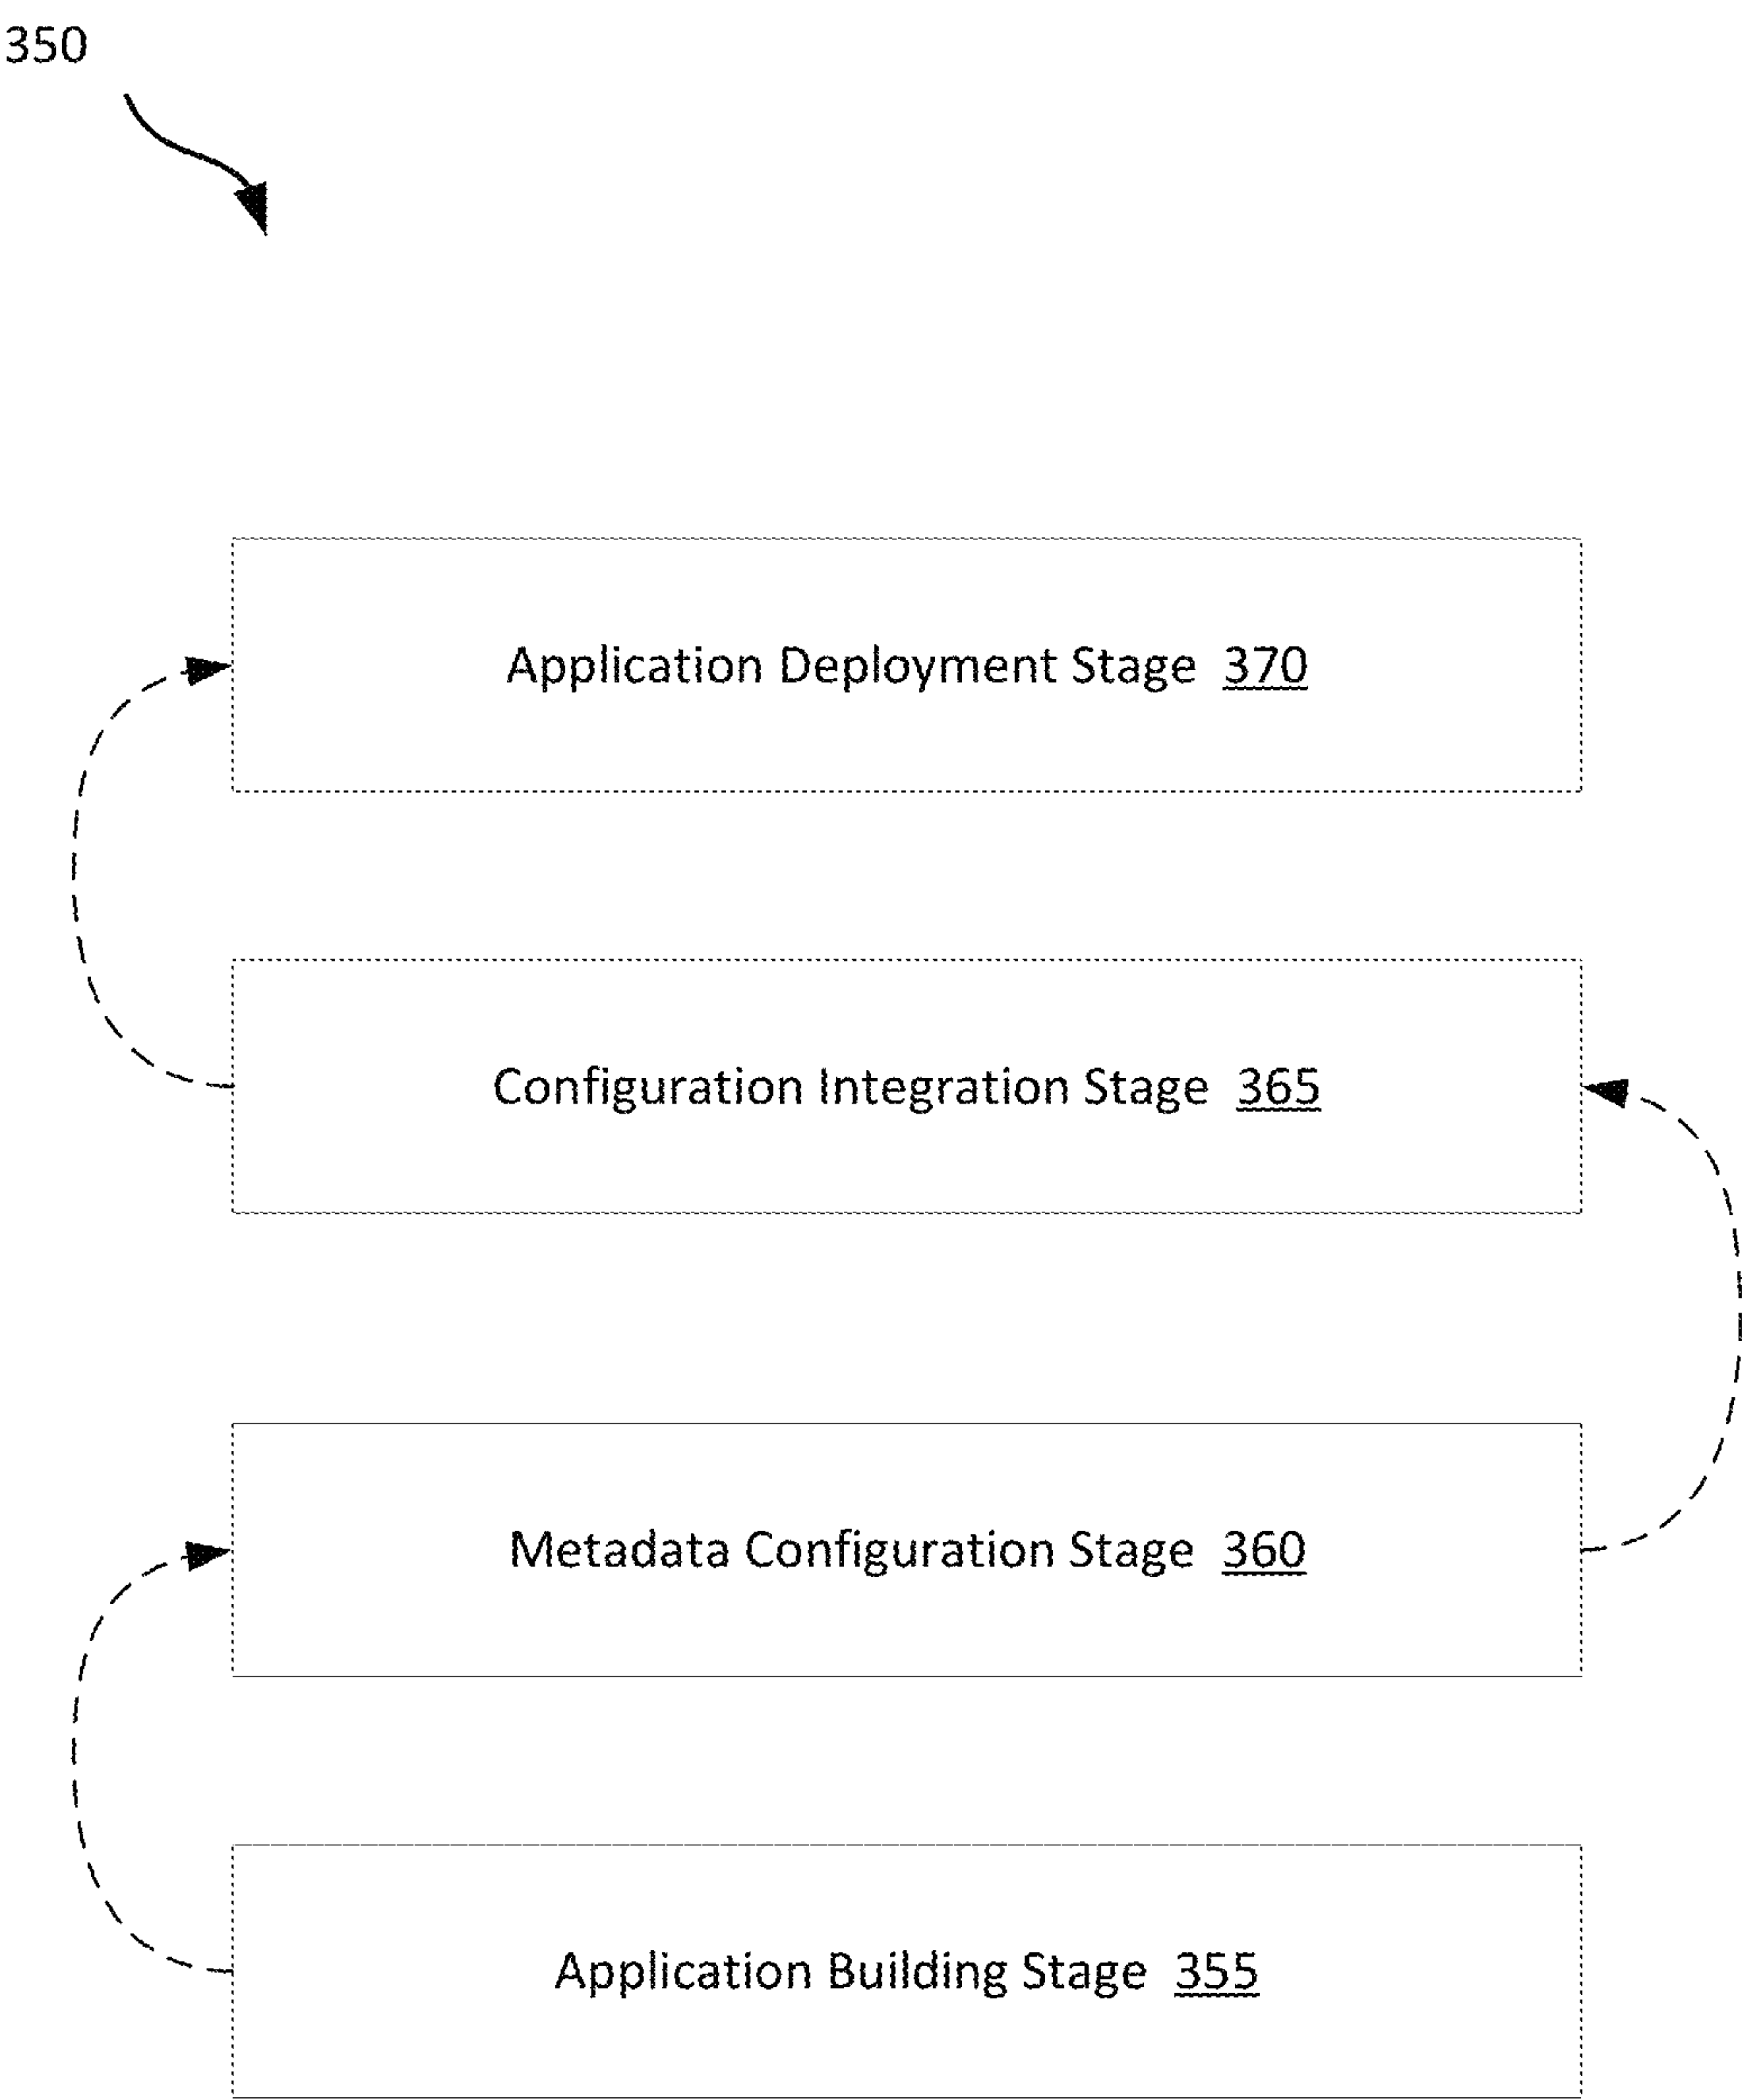 350
Application Deployment Stage 370
Configuration Integration Stage 365
Metadata Configuration Stage 360
Application Building Stage 355